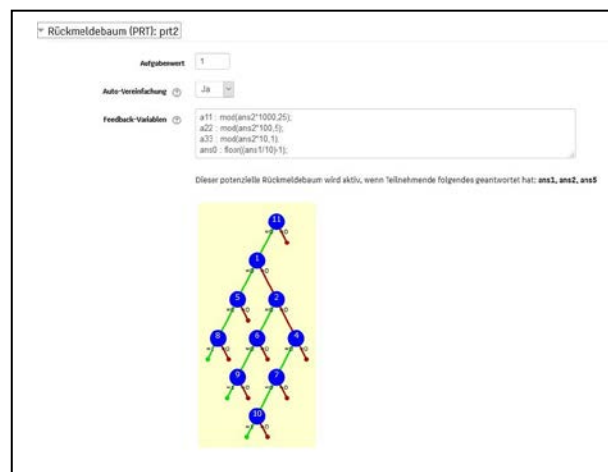 Rückmeldebaum (PRT): prt2
Aufgabenwert 1
Auto-Vereinfachung Ja
Feedback-Variablen
a11 : mod(ans2*1000,25);
a22 : mod(ans2*100,5);
a33 : mod(ans2*10,1);
ans0 : floor((ans1/10)-1);
Dieser potenzielle Rückmeldebaum wird aktiv, wenn Teilnehmende folgendes geantwortet hat: ans1, ans2, ans5
11
1
5 2
8 6 4
9 7
10